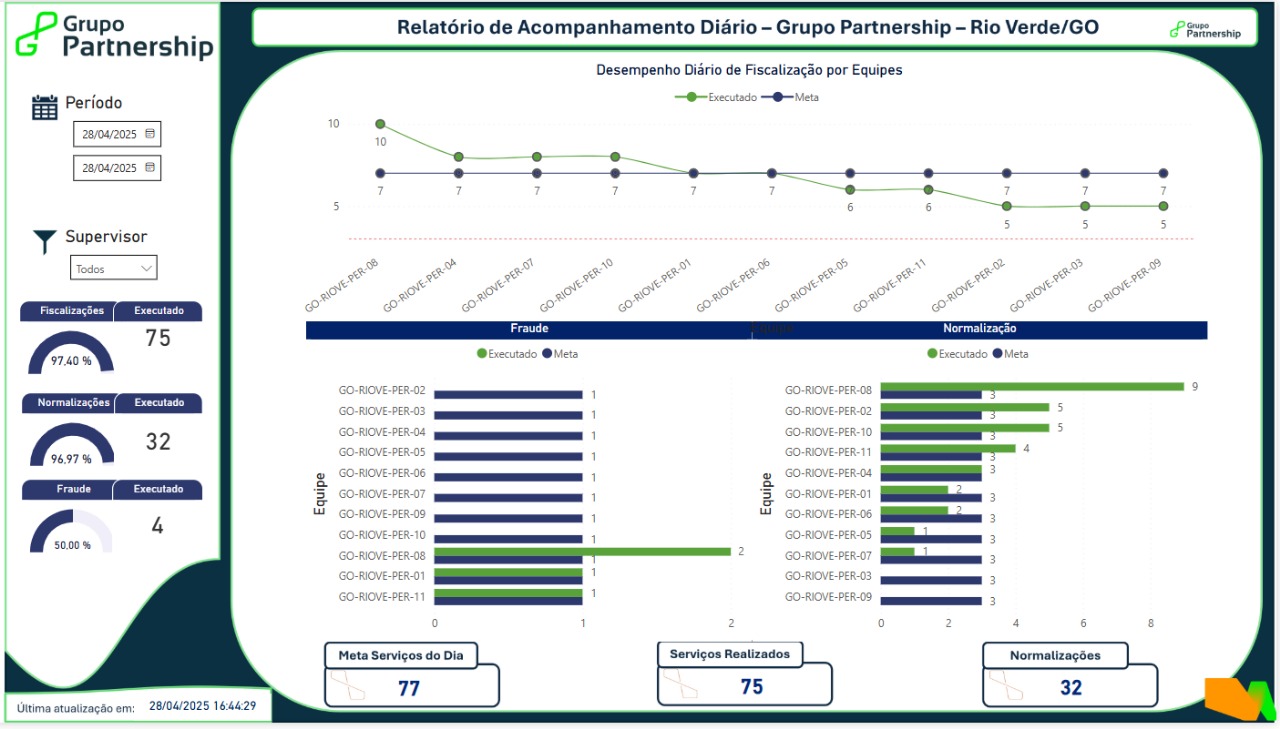 Grupo
Partnership
Relatório de Acompanhamento Diário – Grupo Partnership – Rio Verde/GO
Grupo
Partnership
Período
28/04/2025
28/04/2025
Supervisor
Todos
Fiscalizações Executado
97,40 % 75
Normalizações Executado
96,97 % 32
Fraude Executado
50,00 % 4
Última atualização em: 28/04/2025 16:44:29
Desempenho Diário de Fiscalização por Equipes
Executado Meta
10
5
10
7 7 7 7 7 7 6 6 7 7 7
5 5 5
GO-RIOVE-PER-08
GO-RIOVE-PER-04
GO-RIOVE-PER-07
GO-RIOVE-PER-10
GO-RIOVE-PER-01
GO-RIOVE-PER-06
GO-RIOVE-PER-05
GO-RIOVE-PER-11
GO-RIOVE-PER-02
GO-RIOVE-PER-03
GO-RIOVE-PER-09
Equipe
Fraude
Executado Meta
Equipe
GO-RIOVE-PER-02 1
GO-RIOVE-PER-03 1
GO-RIOVE-PER-04 1
GO-RIOVE-PER-05 1
GO-RIOVE-PER-06 1
GO-RIOVE-PER-07 1
GO-RIOVE-PER-09 1
GO-RIOVE-PER-10 1
GO-RIOVE-PER-08 2 1
GO-RIOVE-PER-01 1
GO-RIOVE-PER-11 1
0 1 2
Normalização
Executado Meta
Equipe
GO-RIOVE-PER-08 9 3
GO-RIOVE-PER-02 5 3
GO-RIOVE-PER-10 5 3
GO-RIOVE-PER-11 4 3
GO-RIOVE-PER-04 3
GO-RIOVE-PER-01 2 3
GO-RIOVE-PER-06 2 3
GO-RIOVE-PER-05 1 3
GO-RIOVE-PER-07 1 3
GO-RIOVE-PER-03 3
GO-RIOVE-PER-09 3
0 2 4 6 8
Meta Serviços do Dia
77
Serviços Realizados
75
Normalizações
32